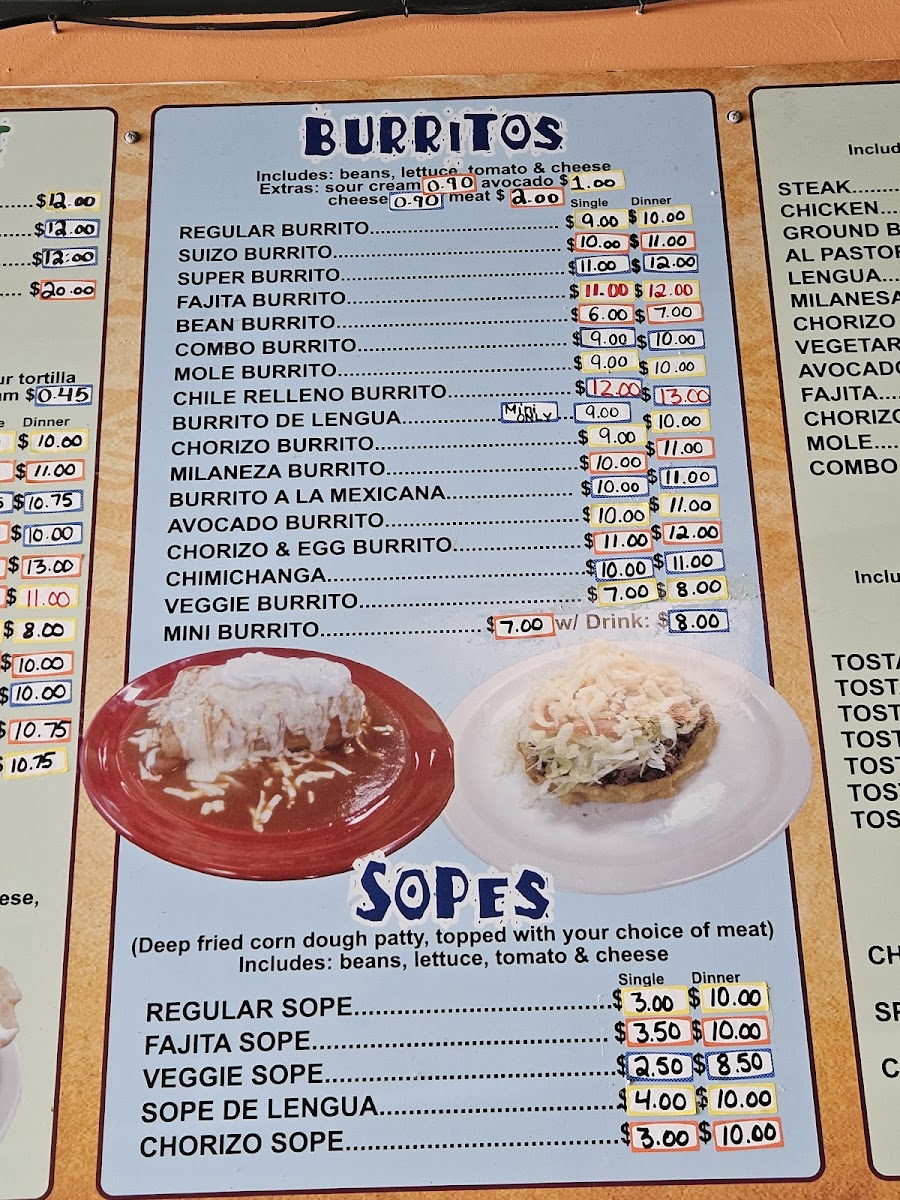 $12.00
$12.00
$12.00
$20.00
tortilla
$0.45
Dinner
$10.00
$11.00
$10.75
$10.00
$13.00
$11.00
$8.00
$10.00
$10.00
$10.75
10.75
BURRITOS
Includes: beans, lettuce, tomato & cheese
Extras: sour cream 0.90 avocado $1.00
cheese 0.90 meat $2.00
Single Dinner
REGULAR BURRITO........ $9.00 $10.00
SUIZO BURRITO........ $10.00 $11.00
SUPER BURRITO........ $11.00 $12.00
FAJITA BURRITO........ $11.00 $12.00
BEAN BURRITO........ $6.00 $7.00
COMBO BURRITO........ $9.00 $10.00
MOLE BURRITO........ $9.00 $10.00
CHILE RELLENO BURRITO........ $12.00 $13.00
BURRITO DE LENGUA........ Mini ONLY .. 9.00
CHORIZO BURRITO........ $9.00 $10.00
MILANEZA BURRITO........ $10.00 $11.00
BURRITO A LA MEXICANA........ $10.00 $11.00
AVOCADO BURRITO........ $10.00 $11.00
CHORIZO & EGG BURRITO........ $11.00 $12.00
CHIMICHANGA........ $10.00 $11.00
VEGGIE BURRITO........ $7.00 $8.00
MINI BURRITO........ $7.00 w/ Drink: $8.00
SOPES
(Deep fried corn dough patty, topped with your choice of meat)
Includes: beans, lettuce, tomato & cheese
Single Dinner
REGULAR SOPE........ $3.00 $10.00
FAJITA SOPE........ $3.50 $10.00
VEGGIE SOPE........ $2.50 $8.50
SOPE DE LENGUA........ $4.00 $10.00
CHORIZO SOPE........ $3.00 $10.00
STEAK........
CHICKEN....
GROUND B
AL PASTOR
LENGUA...
MILANESA
CHORIZO
VEGETAR
AVOCADO
FAJITA....
CHORIZO
MOLE....
COMBO